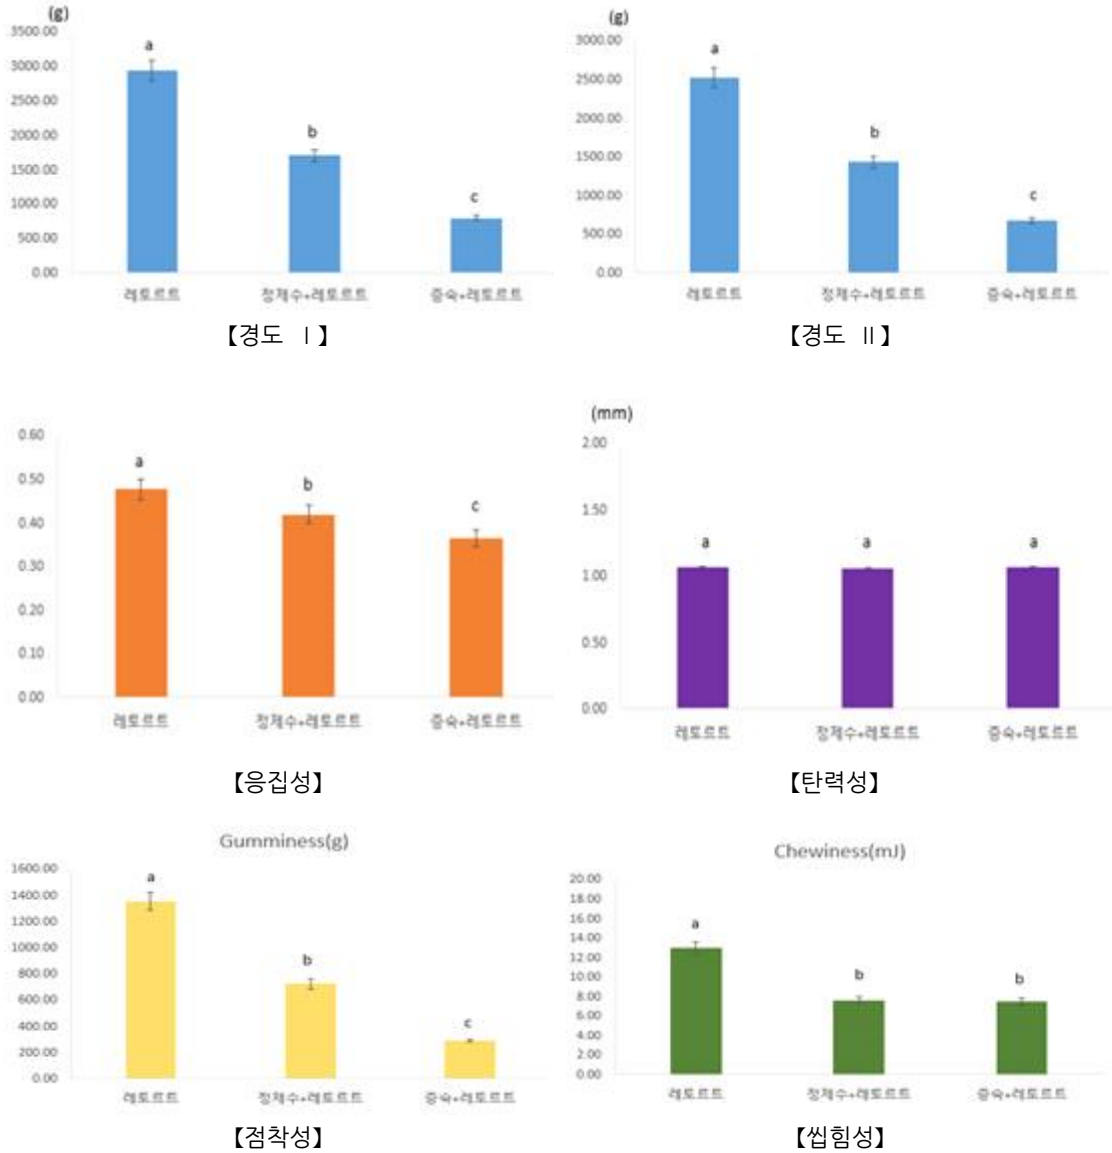 (g)
3500.00
3000.00
2500.00
2000.00
1500.00
1000.00
500.00
0.00
a
b
c
레토르트
정제수+레토르트
증숙+레토르트
【경도 Ⅰ】
(g)
3000.00
2500.00
2000.00
1500.00
1000.00
500.00
0.00
a
b
c
레토르트
정제수+레토르트
증숙+레토르트
【경도 Ⅱ】
0.60
0.50
0.40
0.30
0.20
0.10
0.00
a
b
c
레토르트
정제수+레토르트
증숙+레토르트
【응집성】
(mm)
2.00
1.50
1.00
0.50
0.00
a
a
a
레토르트
정제수+레토르트
증숙+레토르트
【탄력성】
Gumminess(g)
1600.00
1400.00
1200.00
1000.00
800.00
600.00
400.00
200.00
0.00
a
b
c
레토르트
정제수+레토르트
증숙+레토르트
【점착성】
Chewiness(mJ)
20.00
18.00
16.00
14.00
12.00
10.00
8.00
6.00
4.00
2.00
0.00
a
b
b
레토르트
정제수+레토르트
증숙+레토르트
【씹힘성】